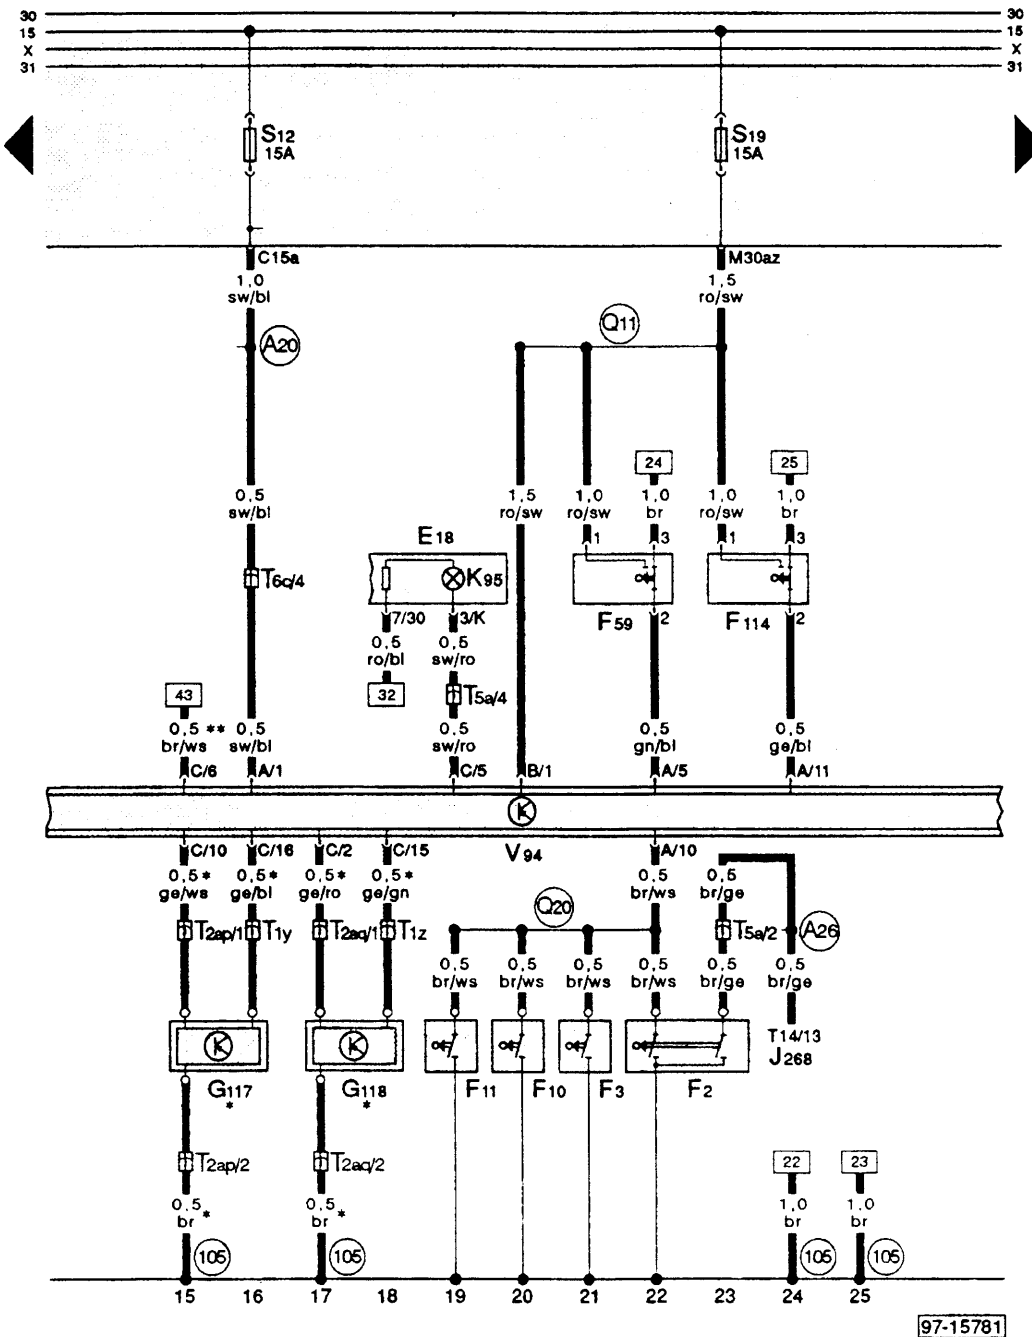 30 30
15 15
X X
31 31
S12 S19
15A 15A
C15a M30az
1,0 1,5
sw/bl ro/sw
Q11
A20
24 25
0,5 1,5 1,0 1,0 1,0 1,0
sw/bl ro/sw ro/sw br ro/sw br
E18 1 3 1 3
T6c/4 K95
7/30 3/K F59 2 F114 2
0,5 0,5
ro/bl sw/ro
43 32 T5a/4
0,5 ** 0,5 0,5 0,5 0,5
br/ws sw/bl sw/ro gn/bl ge/bl
C/6 A/1 C/5 B/1 A/5 A/11
V94
C/10 C/16 C/2 C/15 A/10
0,5 * 0,5 * 0,5 * 0,5 * 0,5 0,5
ge/ws ge/bl ge/ro ge/gn br/ws br/ge
Q20
T2ap/1 T1y T2aq/1 T1z T5a/2 A26
0,5 0,5 0,5 0,5 0,5 0,5
br/ws br/ws br/ws br/ws br/ge br/ge
T14/13
J268
G117 G118 F11 F10 F3 F2
* *
T2ap/2 T2aq/2 22 23
0,5 * 0,5 * 1,0 1,0
br br br br
105 105 105 105
15 16 17 18 19 20 21 22 23 24 25
97-15781